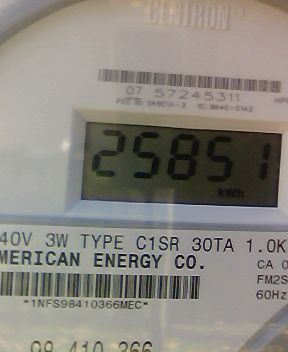 CENTRON
07 57245311
25851
kWh
40V 3W TYPE C1SR 30TA 1.0K
MERICAN ENERGY CO.
CA 0
FM2S
*1NFS98410366MEC*
60Hz
98 410 366